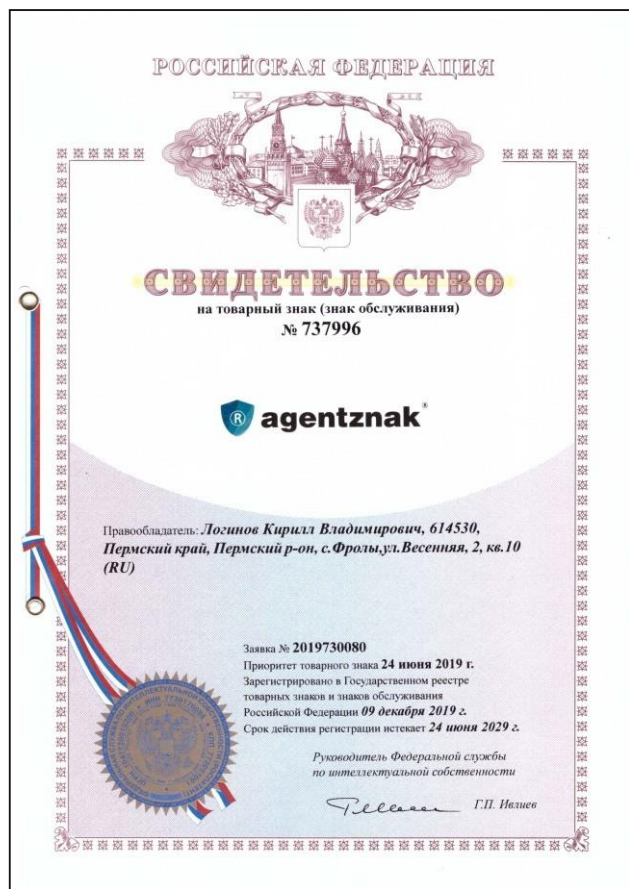 РОССИЙСКАЯ ФЕДЕРАЦИЯ
СВИДЕТЕЛЬСТВО
на товарный знак (знак обслуживания)
№ 737996
® agentznak®
Правообладатель: Логинов Кирилл Владимирович, 614530,
Пермский край, Пермский р-он, с.Фролы,ул.Весенняя, 2, кв.10
(RU)
Заявка № 2019730080
Приоритет товарного знака 24 июня 2019 г.
Зарегистрировано в Государственном реестре
товарных знаков и знаков обслуживания
Российской Федерации 09 декабря 2019 г.
Срок действия регистрации истекает 24 июня 2029 г.
Руководитель Федеральной службы
по интеллектуальной собственности
Г.П. Ивлиев